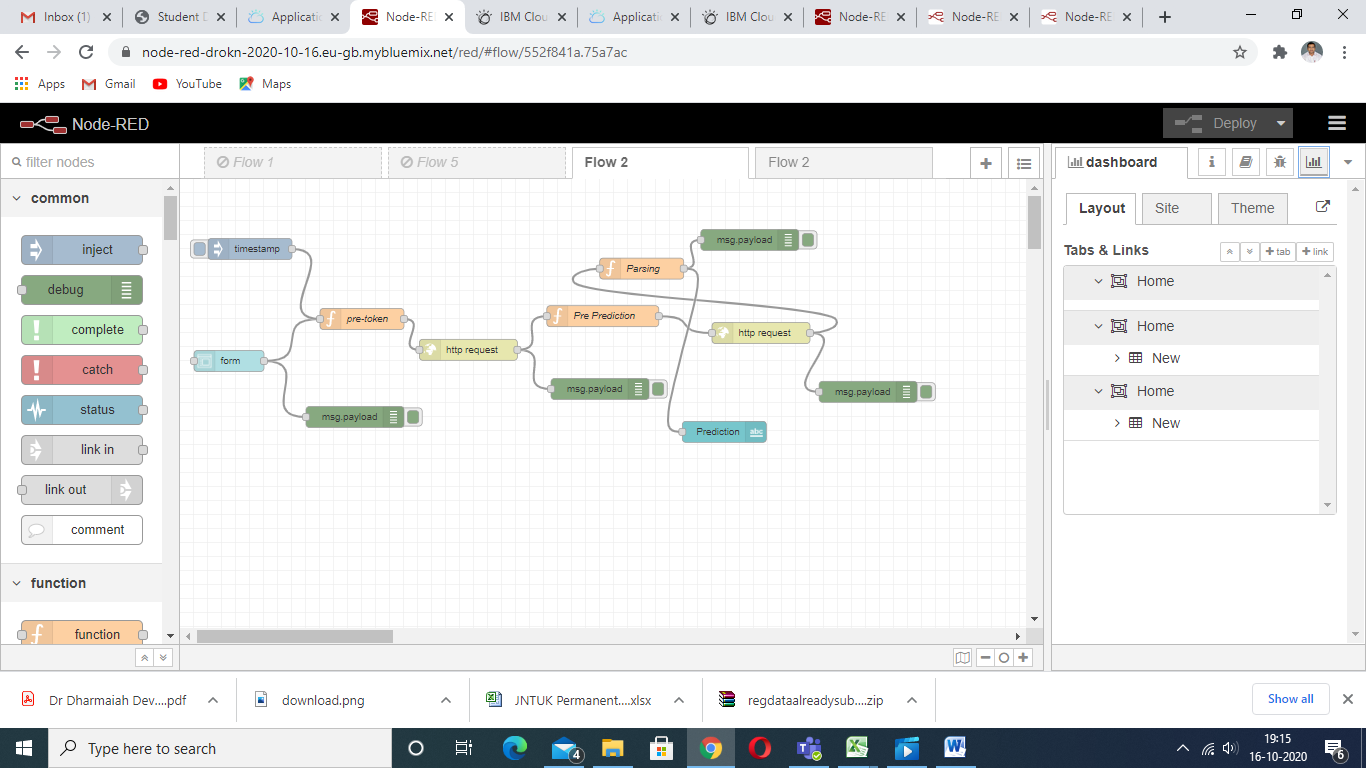 Inbox (1)
Student D
Applicatio
Node-RE
IBM Clou
Applicati
IBM Clou
Node-RE
Node-RE
Node-RE
node-red-drokn-2020-10-16.eu-gb.mybluemix.net/red/#flow/552f841a.75a7ac
Apps
Gmail
YouTube
Maps
Node-RED
Deploy
filter nodes
Flow 1
Flow 5
Flow 2
Flow 2
dashboard
common
inject
debug
complete
catch
status
link in
link out
comment
function
function
timestamp
form
pre-token
msg.payload
http request
Pre Prediction
msg.payload
Parsing
msg.payload
http request
msg.payload
Prediction
abc
Layout
Site
Theme
Tabs & Links
tab
link
Home
Home
New
Home
New
Dr Dharmaiah Dev....pdf
download.png
JNTUK Permanent....xlsx
regdataalreadysub....zip
Show all
Type here to search
4
19:15
16-10-2020
6